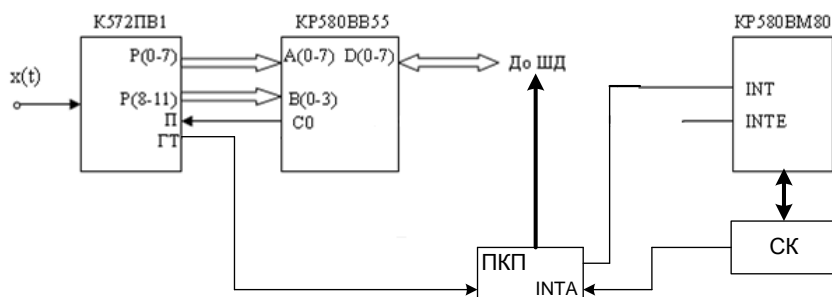 К572ПВ1
КР580ВВ55
КР580ВМ80
P(0-7)
A(0-7) D(0-7)
До ШД
x(t)
P(8-11)
B(0-3)
INT
П
C0
INTE
ГТ
ПКП
СК
INTA